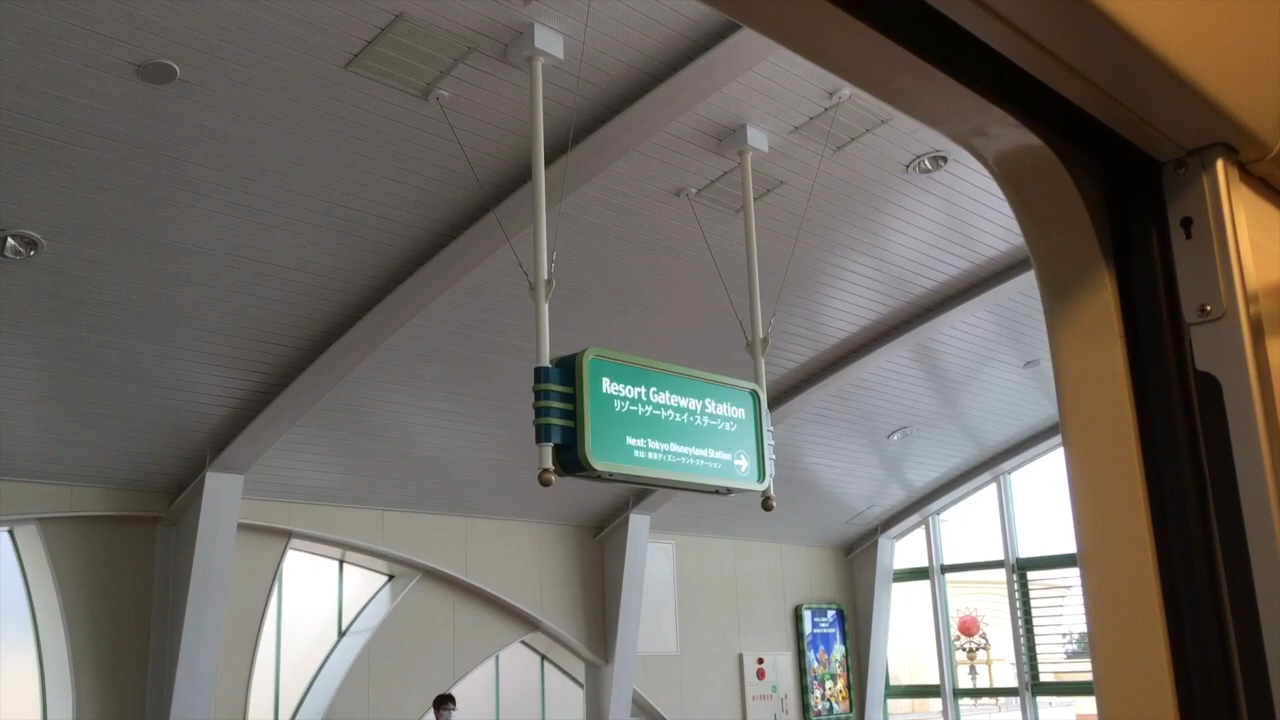 Resort Gateway Station
リゾートゲートウェイ・ステーション
Next: Tokyo Disneyland Station
次は：東京ディズニーランド・ステーション